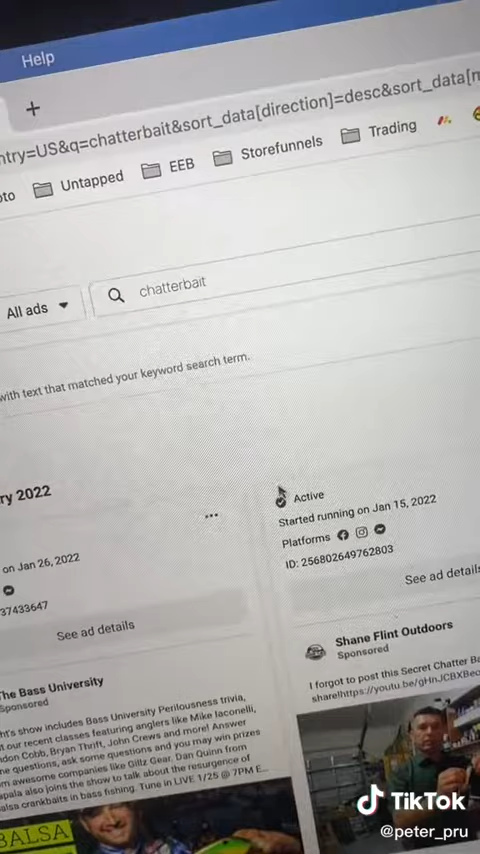 Help
+
ntry=US&q=chatterbait&sort_data[direction]=desc&sort_data[
Untapped
EEB
Storefunnels
Trading
All ads
chatterbait
with text that matched your keyword search term.
ry 2022
...
on Jan 26, 2022
37433647
See ad details
The Bass University
Sponsored
ht's show includes Bass University Perilousness trivia,
our recent classes featuring anglers like Mike Iaconelli,
don Cobb, Bryan Thrift, John Crews and more! Answer
ne questions, ask some questions and you may win prizes
m awesome companies like Gillz Gear. Dan Quinn from
apala also joins the show to talk about the resurgence of
alsa crankbaits in bass fishing. Tune in LIVE 1/25 @ 7PM E...
BALSA
Active
Started running on Jan 15, 2022
Platforms
ID: 256802649762803
See ad details
Shane Flint Outdoors
Sponsored
I forgot to post this Secret Chatter Ba
share!https://youtu.be/gHnJCBXBeo
TikTok
@peter_pru